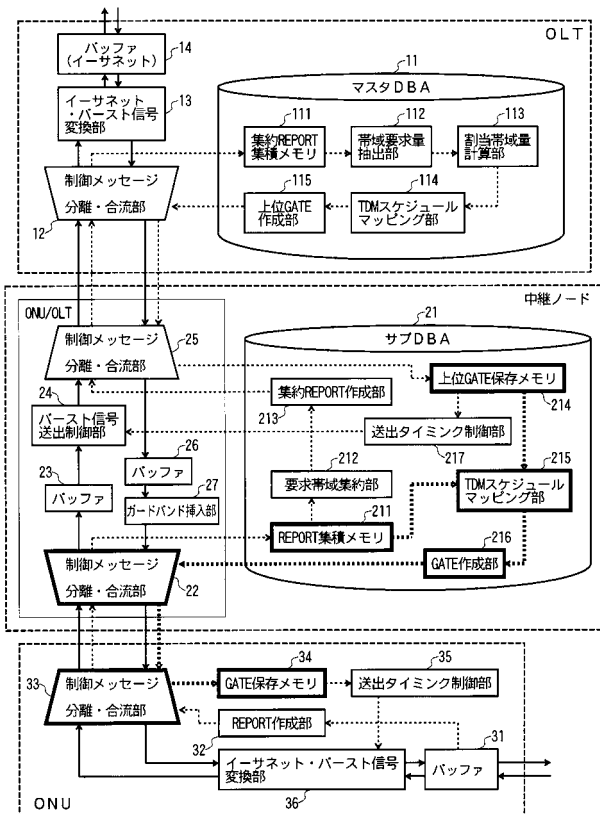 OLT
バッファ
(イーサネット)
14
イーサネット
・バースト信号
変換部
13
制御メッセージ
分離・合流部
12
11
マスタDBA
111
集約REPORT
集積メモリ
112
帯域要求量
抽出部
113
割当帯域量
計算部
115
上位GATE
作成部
114
TDMスケジュール
マッピング部
中継ノード
ONU/OLT
制御メッセージ
分離・合流部
25
24
バースト信号
送出制御部
23
バッファ
26
バッファ
27
ガードバンド挿入部
制御メッセージ
分離・合流部
22
21
サブDBA
集約REPORT作成部
213
上位GATE保存メモリ
214
送出タイミング制御部
217
212
要求帯域集約部
211
REPORT集積メモリ
215
TDMスケジュール
マッピング部
216
GATE作成部
33
制御メッセージ
分離・合流部
34
GATE保存メモリ
35
送出タイミング制御部
REPORT作成部
32
イーサネット・バースト信号
変換部
36
31
バッファ
ONU